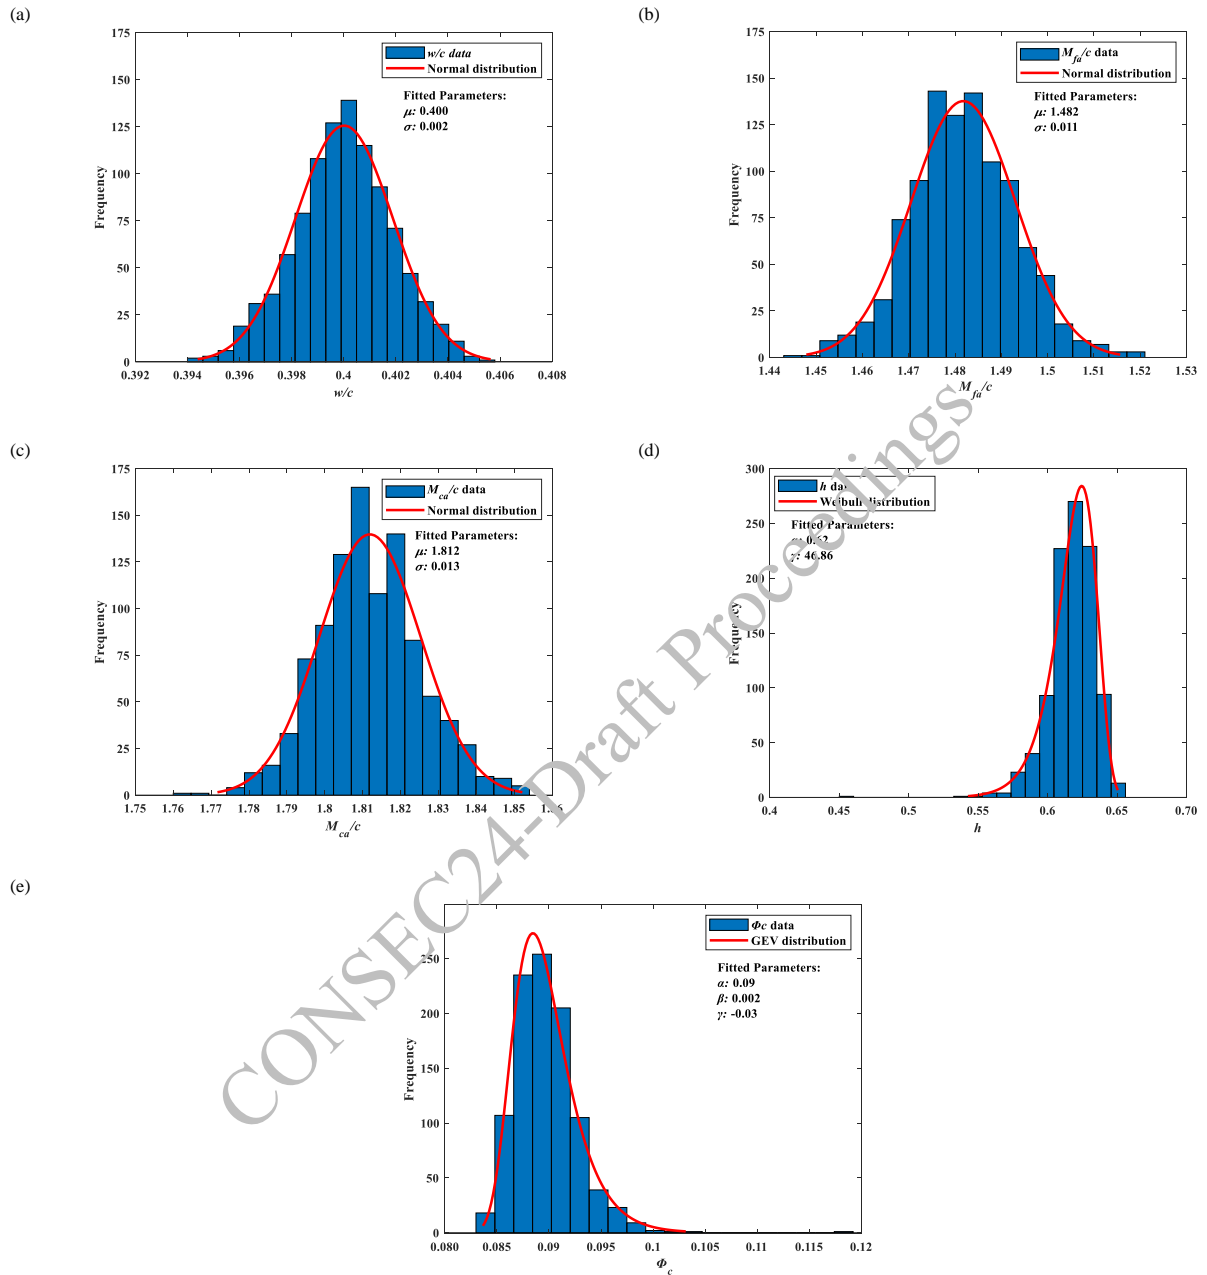 (a)
175
150
125
100
75
50
25
0
Frequency
w/c data
Normal distribution
Fitted Parameters:
μ: 0.400
σ: 0.002
0.392 0.394 0.396 0.398 0.4 0.402 0.404 0.406 0.408
w/c
(b)
175
150
125
100
75
50
25
0
Frequency
M_fa/c data
Normal distribution
Fitted Parameters:
μ: 1.482
σ: 0.011
1.44 1.45 1.46 1.47 1.48 1.49 1.50 1.51 1.52 1.53
M_fa/c
(c)
175
150
125
100
75
50
25
0
Frequency
M_ca/c data
Normal distribution
Fitted Parameters:
μ: 1.812
σ: 0.013
1.75 1.76 1.77 1.78 1.79 1.8 1.81 1.82 1.83 1.84 1.85
M_ca/c
(d)
300
250
200
150
100
50
0
Frequency
h
Weibull distribution
Fitted Parameters:
γ: 46.86
0.4 0.45 0.5 0.55 0.6 0.65 0.70
h
(e)
250
200
150
100
50
0
Frequency
Φc data
GEV distribution
Fitted Parameters:
α: 0.09
β: 0.002
γ: -0.03
0.080 0.085 0.09 0.095 0.1 0.105 0.11 0.115 0.12
Φ_c
CONSEC24-Draft Proceedings